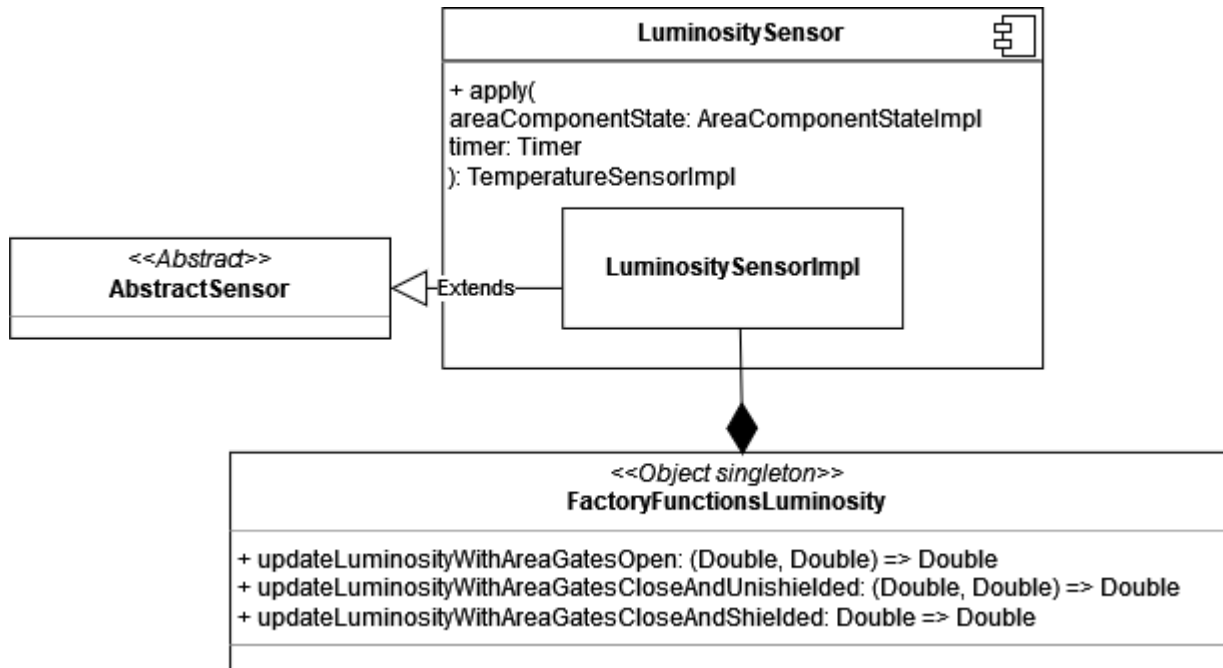 LuminositySensor
+ apply(
areaComponentState: AreaComponentStateImpl
timer: Timer
): TemperatureSensorImpl
<<Abstract>>
AbstractSensor
Extends
LuminositySensorImpl
<<Object singleton>>
FactoryFunctionsLuminosity
+ updateLuminosityWithAreaGatesOpen: (Double, Double) => Double
+ updateLuminosityWithAreaGatesCloseAndUnishielded: (Double, Double) => Double
+ updateLuminosityWithAreaGatesCloseAndShielded: Double => Double